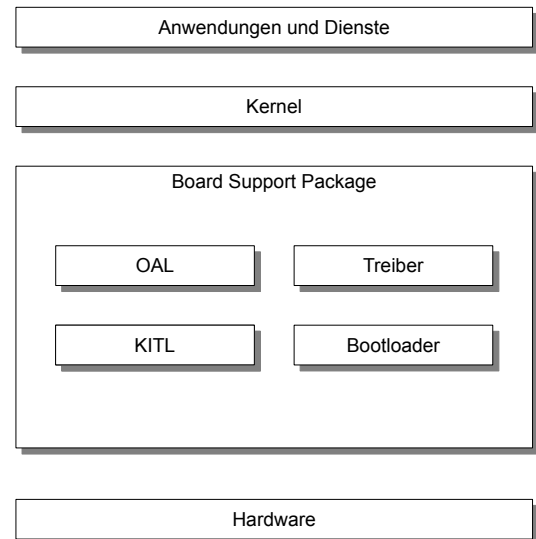 Anwendungen und Dienste
Kernel
Board Support Package
OAL
Treiber
KITL
Bootloader
Hardware